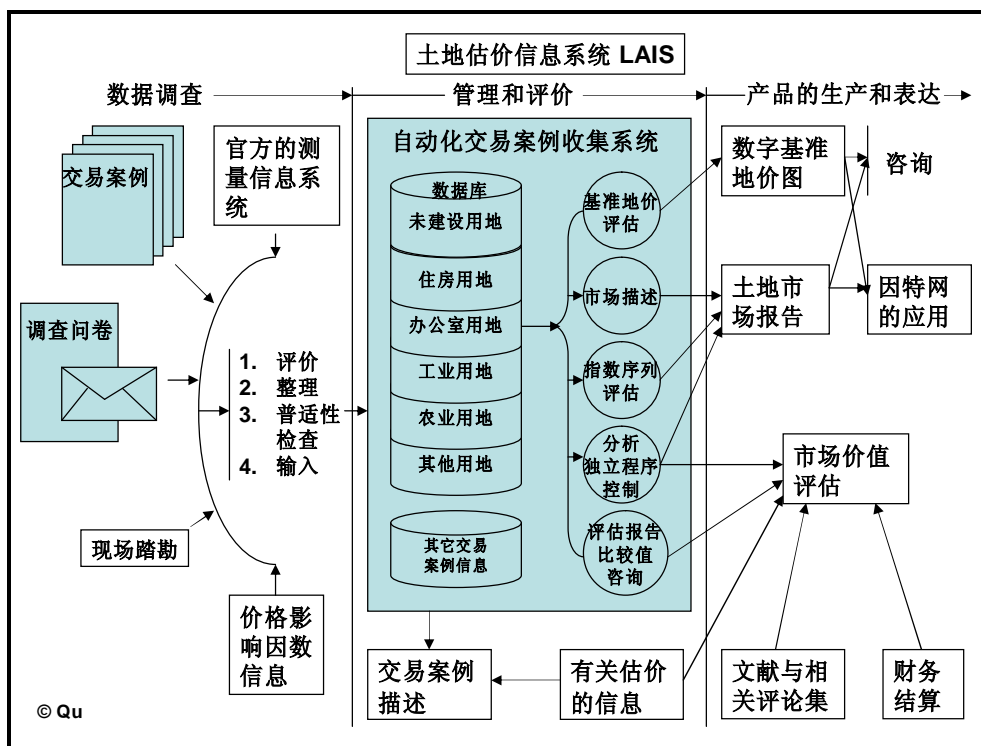 土地估价信息系统 LAIS
数据调查
管理和评价
产品的生产和表达
交易案例
官方的测
量信息系
统
调查问卷
1. 评价
2. 整理
3. 普适性
检查
4. 输入
现场踏勘
价格影
响因数
信息
自动化交易案例收集系统
数据库
未建设用地
住房用地
办公室用地
工业用地
农业用地
其他用地
其它交易
案例信息
基准地价
评估
市场描述
指数序列
评估
分析
独立程序
控制
评估报告
比较值
咨询
交易案例
描述
有关估价
的信息
数字基准
地价图
咨询
土地市
场报告
因特网
的应用
市场价值
评估
文献与相
关评论集
财务
结算
© Qu